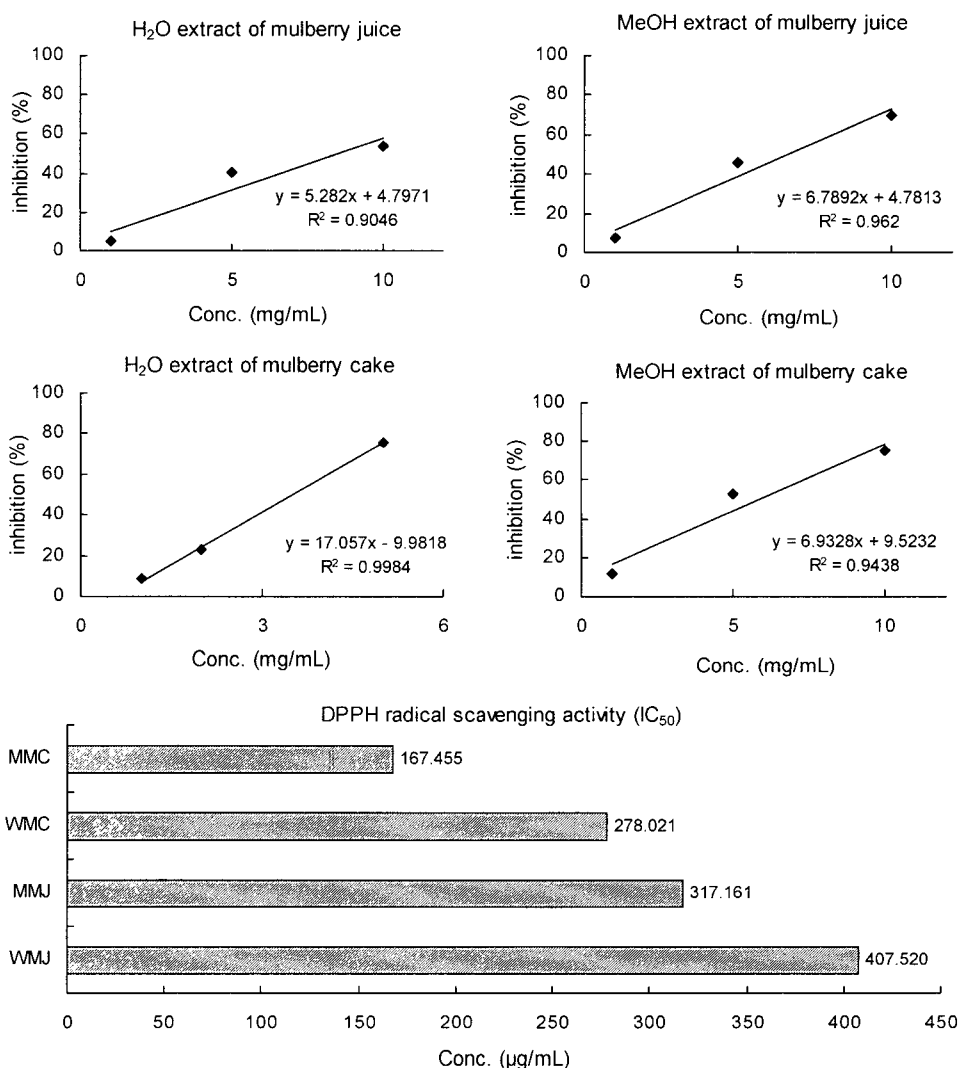 H₂O extract of mulberry juice
100
80
60
40
20
0
inhibition (%)
y = 5.282x + 4.7971
R² = 0.9046
0 5 10
Conc. (mg/mL)
MeOH extract of mulberry juice
100
80
60
40
20
0
inhibition (%)
y = 6.7892x + 4.7813
R² = 0.962
0 5 10
Conc. (mg/mL)
H₂O extract of mulberry cake
100
80
60
40
20
0
inhibition (%)
y = 17.057x - 9.9818
R² = 0.9984
0 3 6
Conc. (mg/mL)
MeOH extract of mulberry cake
100
80
60
40
20
0
inhibition (%)
y = 6.9328x + 9.5232
R² = 0.9438
0 5 10
Conc. (mg/mL)
DPPH radical scavenging activity (IC₅₀)
MMC 167.455
WMC 278.021
MMJ 317.161
WMJ 407.520
0 50 100 150 200 250 300 350 400 450
Conc. (µg/mL)